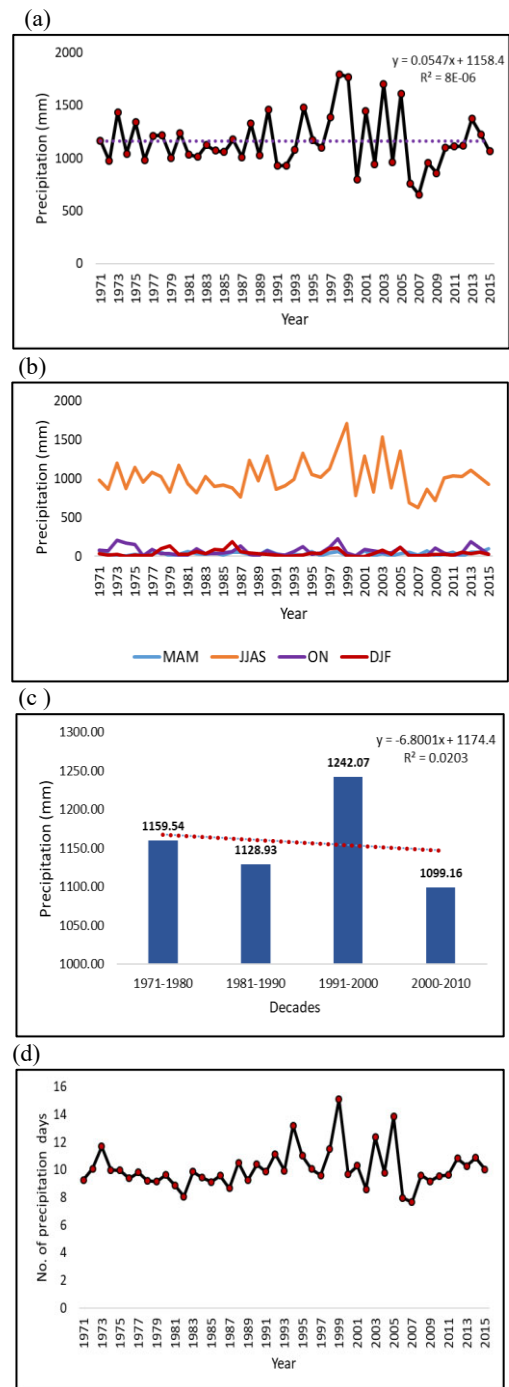 (a)
y = 0.0547x + 1158.4
R² = 8E-06
Precipitation (mm)
2000
1500
1000
500
0
1971 1973 1975 1977 1979 1981 1983 1985 1987 1989 1991 1993 1995 1997 1999 2001 2003 2005 2007 2009 2011 2013 2015
Year
(b)
Precipitation (mm)
2000
1500
1000
500
0
1971 1973 1975 1977 1979 1981 1983 1985 1987 1989 1991 1993 1995 1997 1999 2001 2003 2005 2007 2009 2011 2013 2015
Year
MAM JJAS ON DJF
(c )
y = -6.8001x + 1174.4
R² = 0.0203
Precipitation (mm)
1300.00
1250.00
1200.00
1150.00
1100.00
1050.00
1000.00
1159.54 1128.93 1242.07 1099.16
1971-1980 1981-1990 1991-2000 2000-2010
Decades
(d)
No. of precipitation days
16
14
12
10
8
6
4
2
0
1971 1973 1975 1977 1979 1981 1983 1985 1987 1989 1991 1993 1995 1997 1999 2001 2003 2005 2007 2009 2011 2013 2015
Year